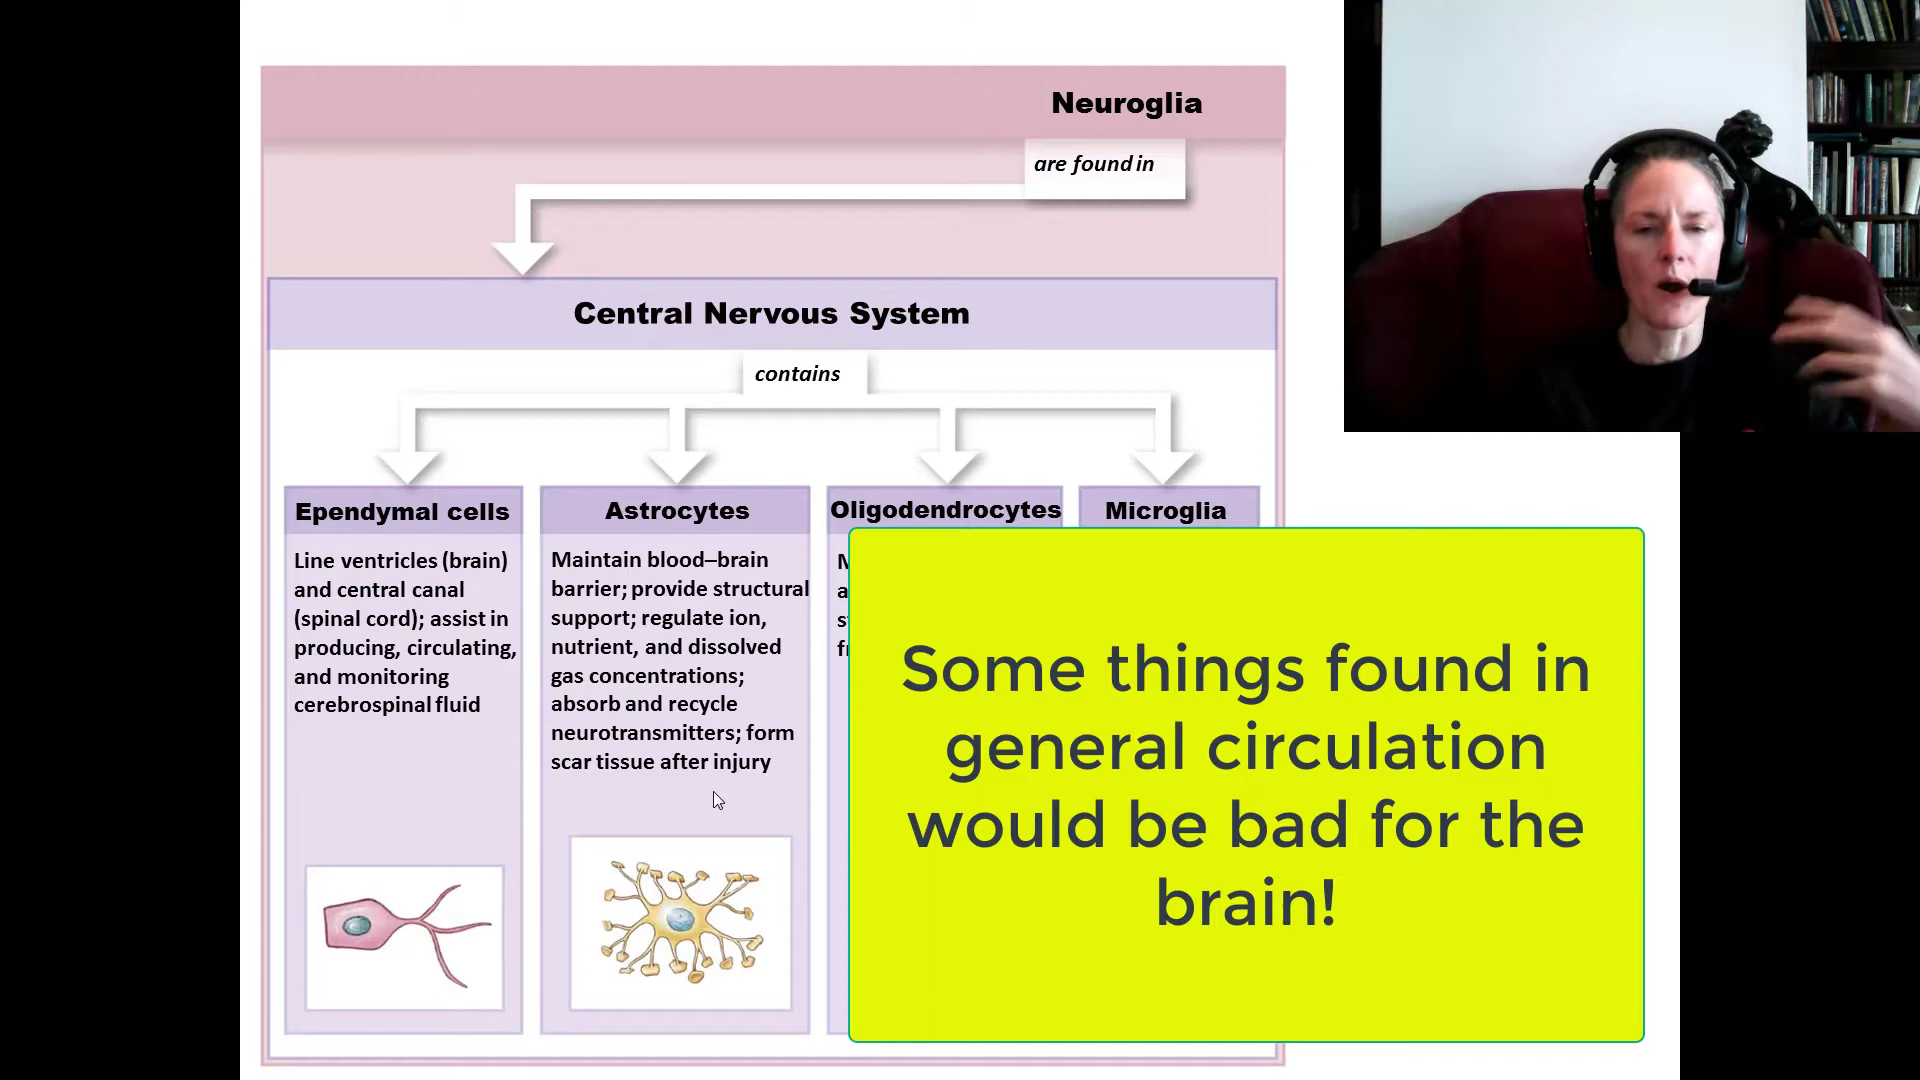 Neuroglia
are found in
Central Nervous System
contains
Ependymal cells
Line ventricles (brain)
and central canal
(spinal cord); assist in
producing, circulating,
and monitoring
cerebrospinal fluid
Astrocytes
Maintain blood–brain
barrier; provide structural
support; regulate ion,
nutrient, and dissolved
gas concentrations;
absorb and recycle
neurotransmitters; form
scar tissue after injury
Oligodendrocytes
Microglia
Some things found in
general circulation
would be bad for the
brain!